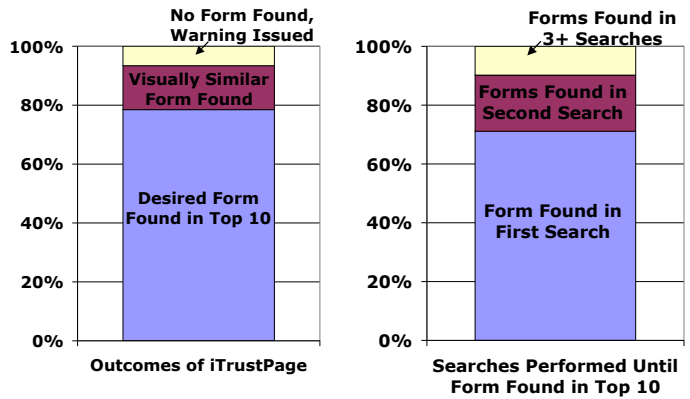 No Form Found,
Warning Issued
100%
80%
60%
40%
20%
0%
Visually Similar
Form Found
Desired Form
Found in Top 10
Outcomes of iTrustPage
Forms Found in
3+ Searches
100%
80%
60%
40%
20%
0%
Forms Found in
Second Search
Form Found in
First Search
Searches Performed Until
Form Found in Top 10